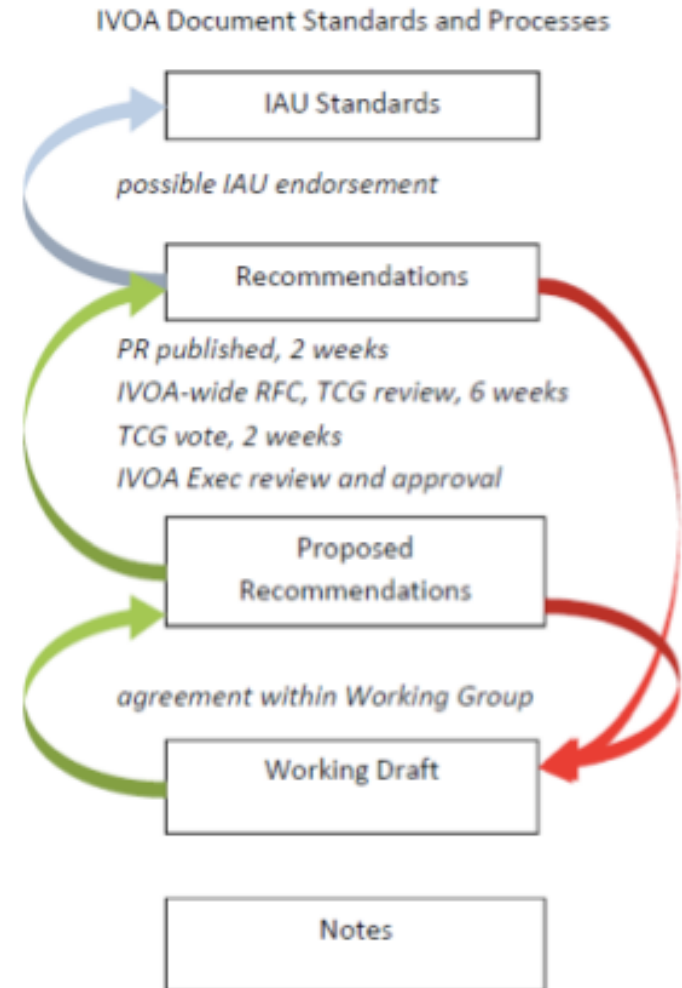 IVOA Document Standards and Processes
IAU Standards
possible IAU endorsement
Recommendations
PR published, 2 weeks
IVOA-wide RFC, TCG review, 6 weeks
TCG vote, 2 weeks
IVOA Exec review and approval
Proposed
Recommendations
agreement within Working Group
Working Draft
Notes